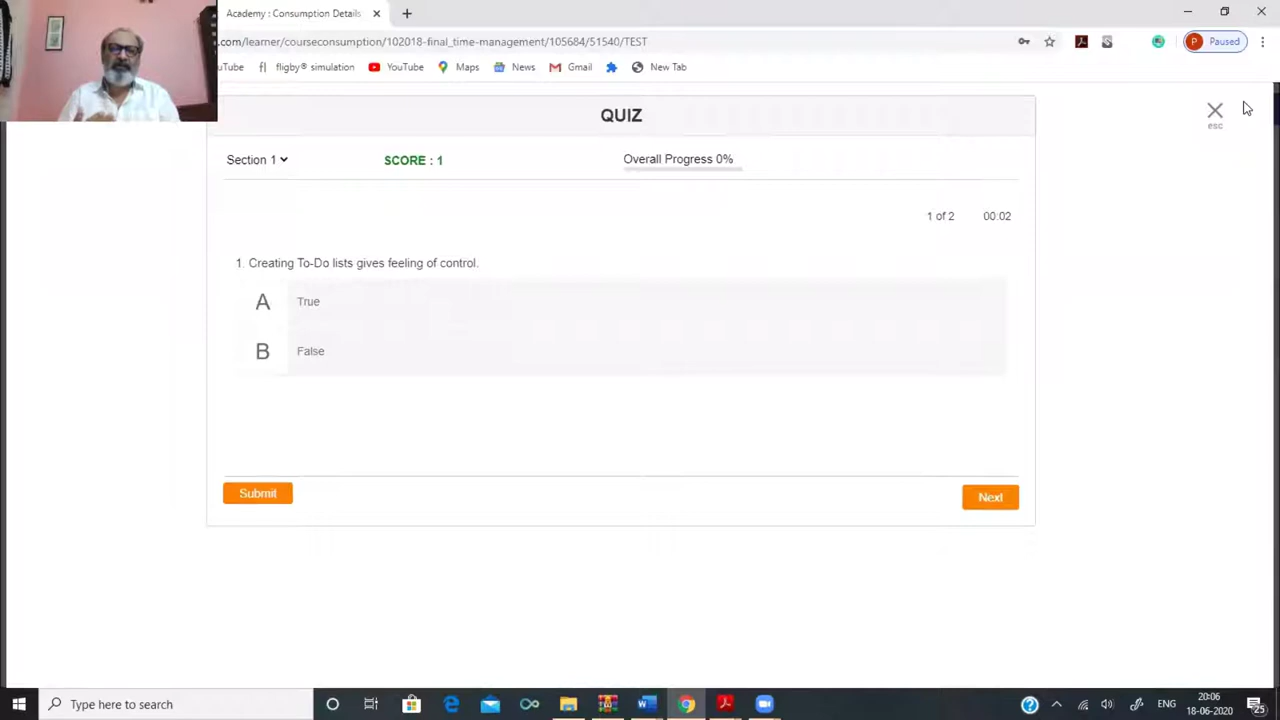 Academy : Consumption Details
.com/learner/courseconsumption/102018-final_time-management/105684/51540/TEST
P Paused
uTube fligby® simulation YouTube Maps News Gmail New Tab
QUIZ
esc
Section 1 SCORE : 1 Overall Progress 0%
1 of 2 00:02
1. Creating To-Do lists gives feeling of control.
A True
B False
Submit Next
Type here to search
ENG
20:06
18-06-2020
25